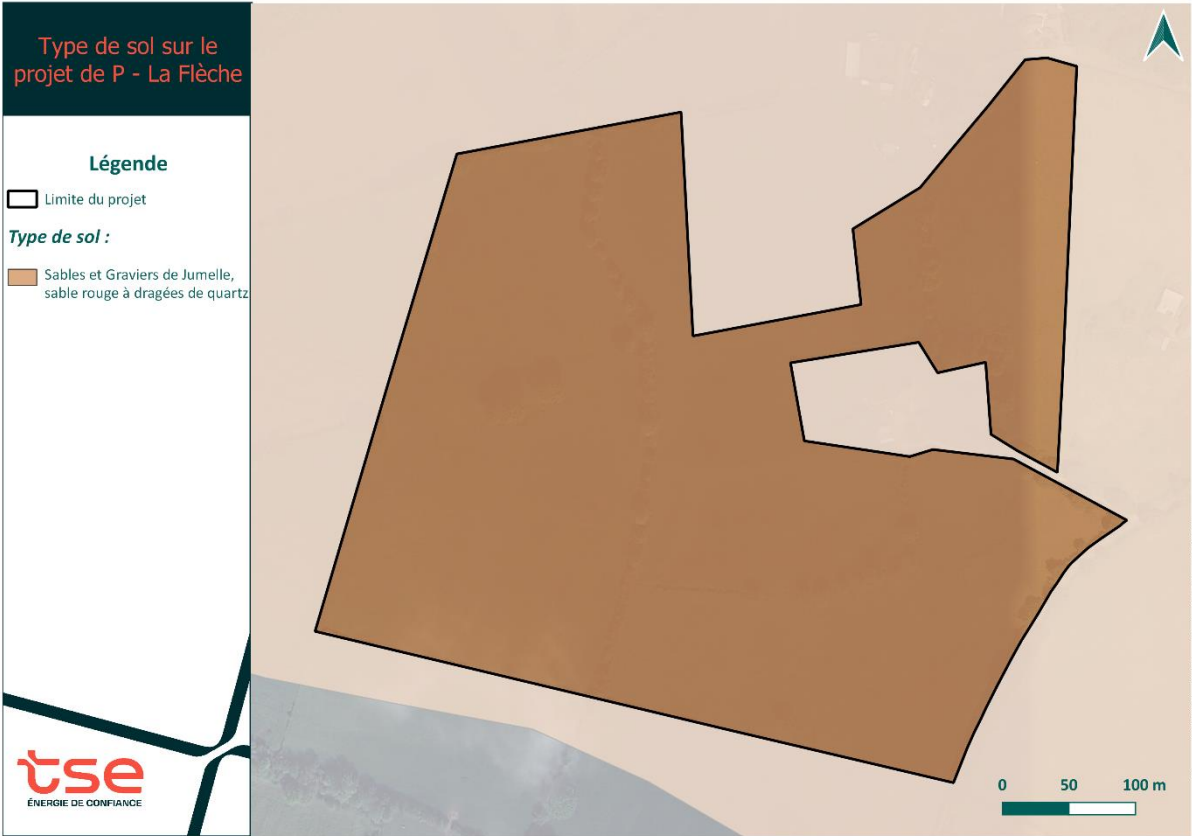 Type de sol sur le
projet de P - La Flèche
Légende
Limite du projet
Type de sol :
Sables et Graviers de Jumelle,
sable rouge à dragées de quartz
tse
ÉNERGIE DE CONFIANCE
0 50 100 m